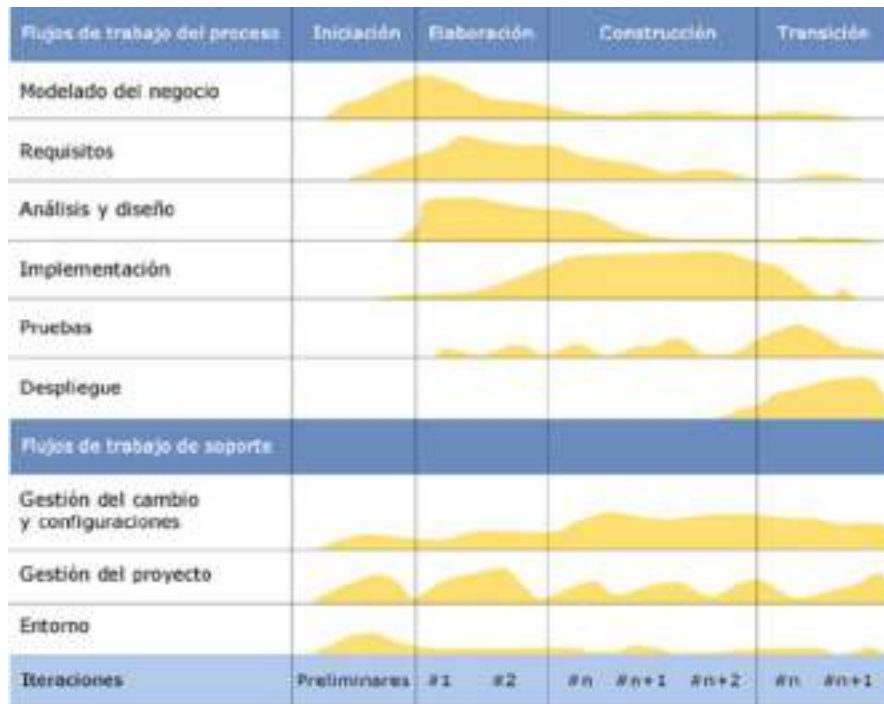 Flujos de trabajo del proceso Iniciación Elaboración Construcción Transición
Modelado del negocio
Requisitos
Análisis y diseño
Implementación
Pruebas
Despliegue
Flujos de trabajo de soporte
Gestión del cambio
y configuraciones
Gestión del proyecto
Entorno
Iteraciones Preliminares #1 #2 #n #n+1 #n+2 #n #n+1